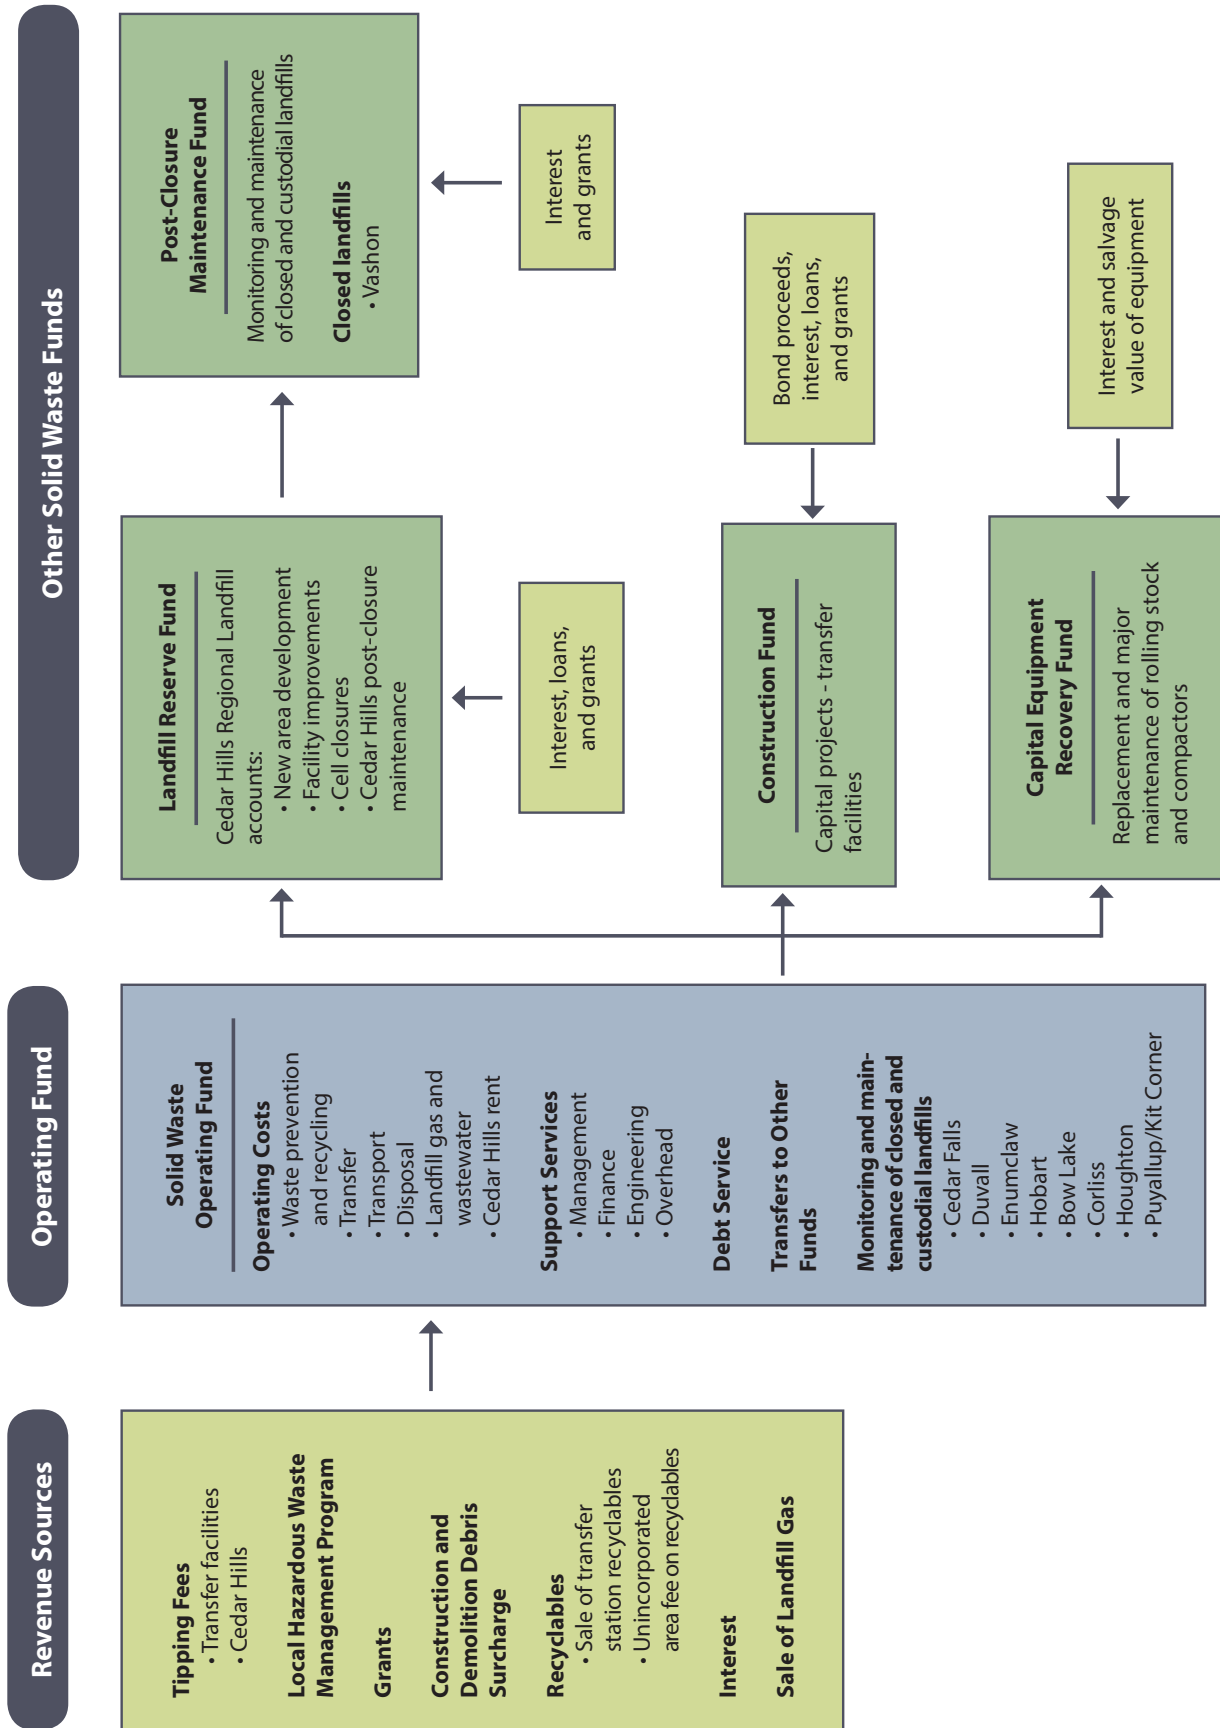 Revenue Sources
Tipping Fees
• Transfer facilities
• Cedar Hills
Local Hazardous Waste
Management Program
Grants
Construction and
Demolition Debris
Surcharge
Recyclables
• Sale of transfer
station recyclables
• Unincorporated
area fee on recyclables
Interest
Sale of Landfill Gas
Operating Fund
Solid Waste
Operating Fund
Operating Costs
• Waste prevention
and recycling
• Transfer
• Transport
• Disposal
• Landfill gas and
wastewater
• Cedar Hills rent
Support Services
• Management
• Finance
• Engineering
• Overhead
Debt Service
Transfers to Other
Funds
Monitoring and main-
tenance of closed and
custodial landfills
• Cedar Falls
• Duvall
• Enumclaw
• Hobart
• Bow Lake
• Corliss
• Houghton
• Puyallup/Kit Corner
Other Solid Waste Funds
Landfill Reserve Fund
Cedar Hills Regional Landfill
accounts:
• New area development
• Facility improvements
• Cell closures
• Cedar Hills post-closure
maintenance
Interest, loans,
and grants
Post-Closure
Maintenance Fund
Monitoring and maintenance
of closed and custodial landfills
Closed landfills
• Vashon
Interest
and grants
Construction Fund
Capital projects - transfer
facilities
Bond proceeds,
interest, loans,
and grants
Capital Equipment
Recovery Fund
Replacement and major
maintenance of rolling stock
and compactors
Interest and salvage
value of equipment